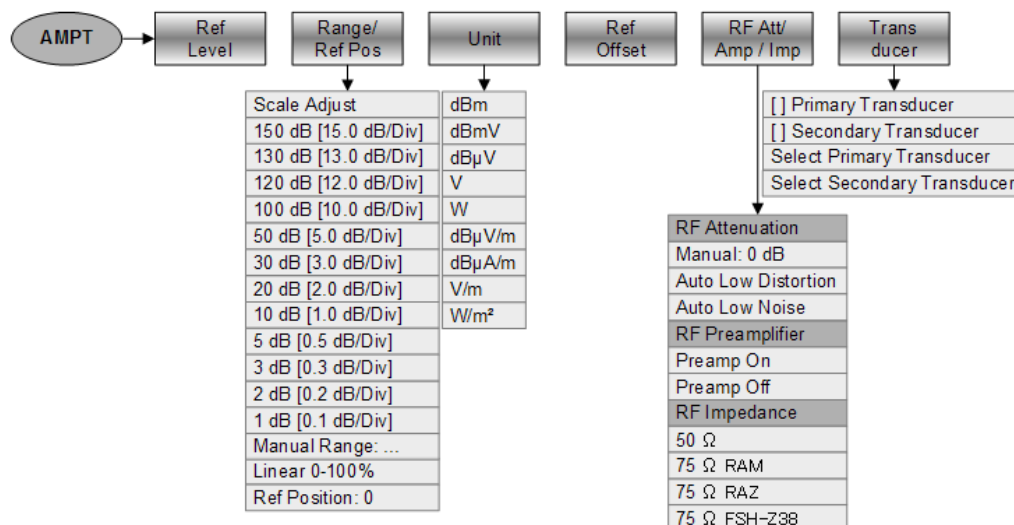 AMPT
Ref
Level
Range/
Ref Pos
Unit
Ref
Offset
RF Att/
Amp / Imp
Trans
ducer
Scale Adjust
150 dB [15.0 dB/Div]
130 dB [13.0 dB/Div]
120 dB [12.0 dB/Div]
100 dB [10.0 dB/Div]
50 dB [5.0 dB/Div]
30 dB [3.0 dB/Div]
20 dB [2.0 dB/Div]
10 dB [1.0 dB/Div]
5 dB [0.5 dB/Div]
3 dB [0.3 dB/Div]
2 dB [0.2 dB/Div]
1 dB [0.1 dB/Div]
Manual Range: ...
Linear 0-100%
Ref Position: 0
dBm
dBmV
dBµV
V
W
dBµV/m
dBµA/m
V/m
W/m²
RF Attenuation
Manual: 0 dB
Auto Low Distortion
Auto Low Noise
RF Preamplifier
Preamp On
Preamp Off
RF Impedance
50 Ω
75 Ω RAM
75 Ω RAZ
75 Ω FSH-Z38
[ ] Primary Transducer
[ ] Secondary Transducer
Select Primary Transducer
Select Secondary Transducer